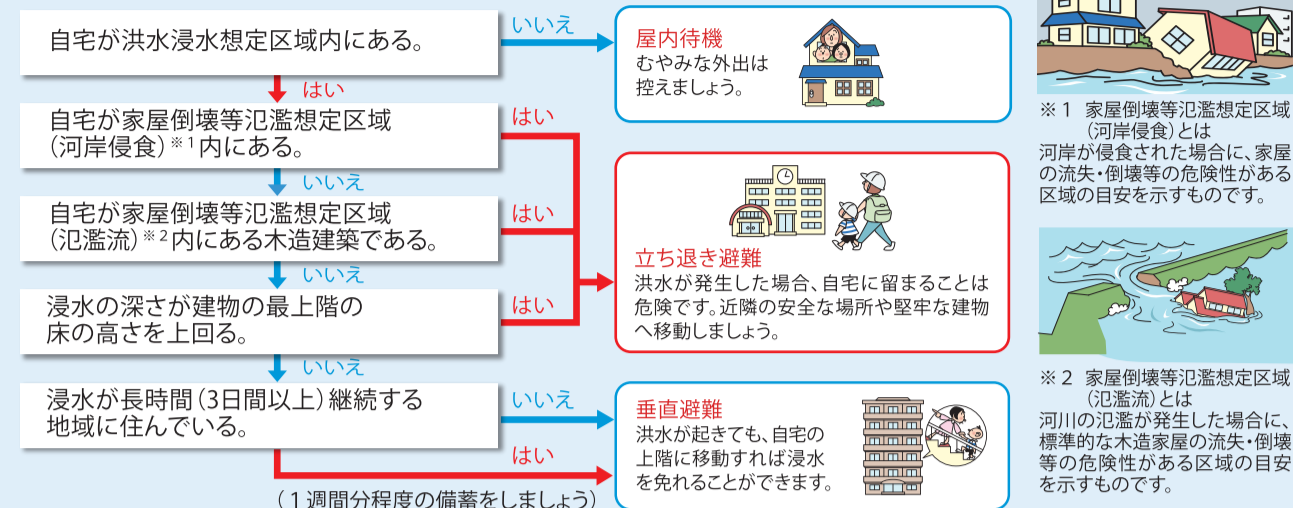 自宅が洪水浸水想定区域内にある。
いいえ
はい
屋内待機
むやみな外出は
控えましょう。
自宅が家屋倒壊等氾濫想定区域
（河岸侵食）※1内にある。
はい
いいえ
自宅が家屋倒壊等氾濫想定区域
（氾濫流）※2内にある木造建築である。
はい
いいえ
浸水の深さが建物の最上階の
床の高さを上回る。
はい
いいえ
立ち退き避難
洪水が発生した場合、自宅に留まることは
危険です。近隣の安全な場所や堅牢な建物
へ移動しましょう。
浸水が長時間（3日間以上）継続する
地域に住んでいる。
いいえ
はい
（1週間分程度の備蓄をしましょう）
垂直避難
洪水が起きても、自宅の
上階に移動すれば浸水
を免れることができます。
※1 家屋倒壊等氾濫想定区域
（河岸侵食）とは
河岸が侵食された場合に、家屋
の流失・倒壊等の危険性がある
区域の目安を示すものです。
※2 家屋倒壊等氾濫想定区域
（氾濫流）とは
河川の氾濫が発生した場合に、
標準的な木造家屋の流失・倒壊
等の危険性がある区域の目安
を示すものです。